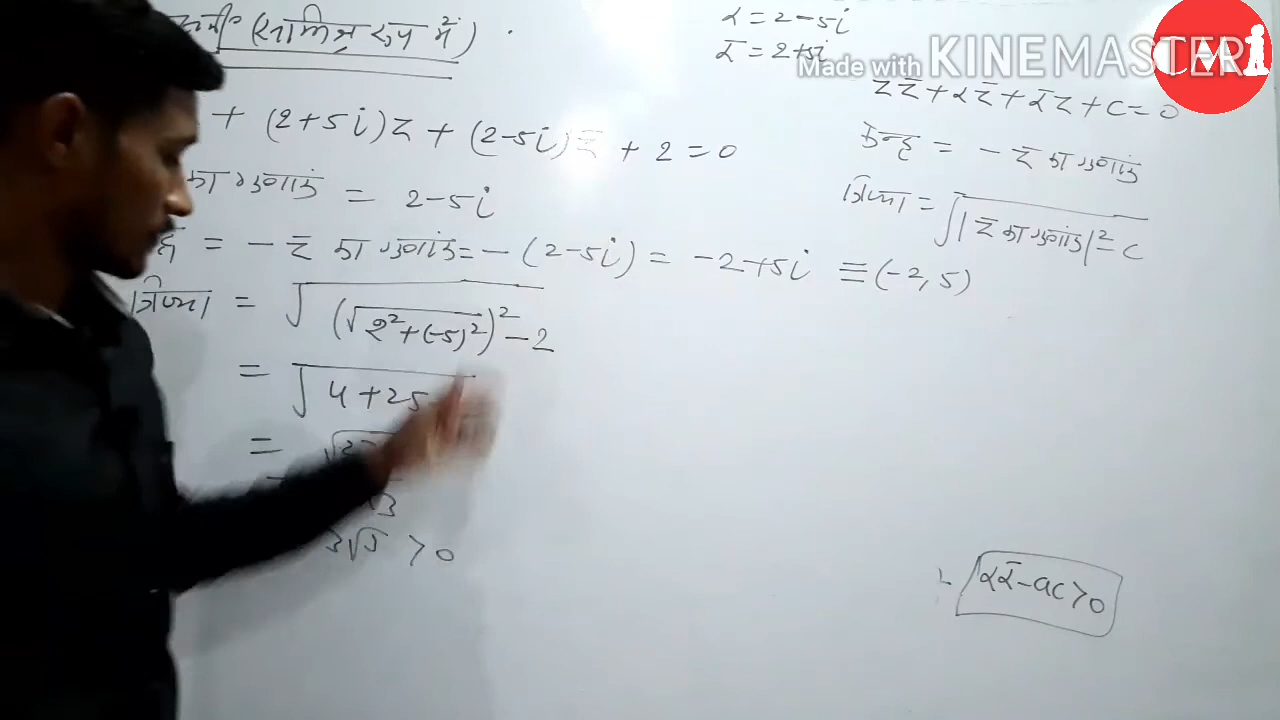 (सम्मिश्र रूप में)
α = 2-5i
ᾱ = 2+5i
Made with KINEMASTER
CM1
zz̄ + αz̄ + ᾱz + c = 0
+ (2+5i)z + (2-5i)z̄ + 2 = 0
केन्द्र = - z̄ का गुणांक
का गुणांक = 2-5i
त्रिज्या = √|z̄ का गुणांक|² - c
= - z̄ का गुणांक = -(2-5i) = -2+5i ≡ (-2, 5)
त्रिज्या = √(√2²+(-5)²)² - 2
= √4+25
=
3√3 > 0
αᾱ - ac > 0